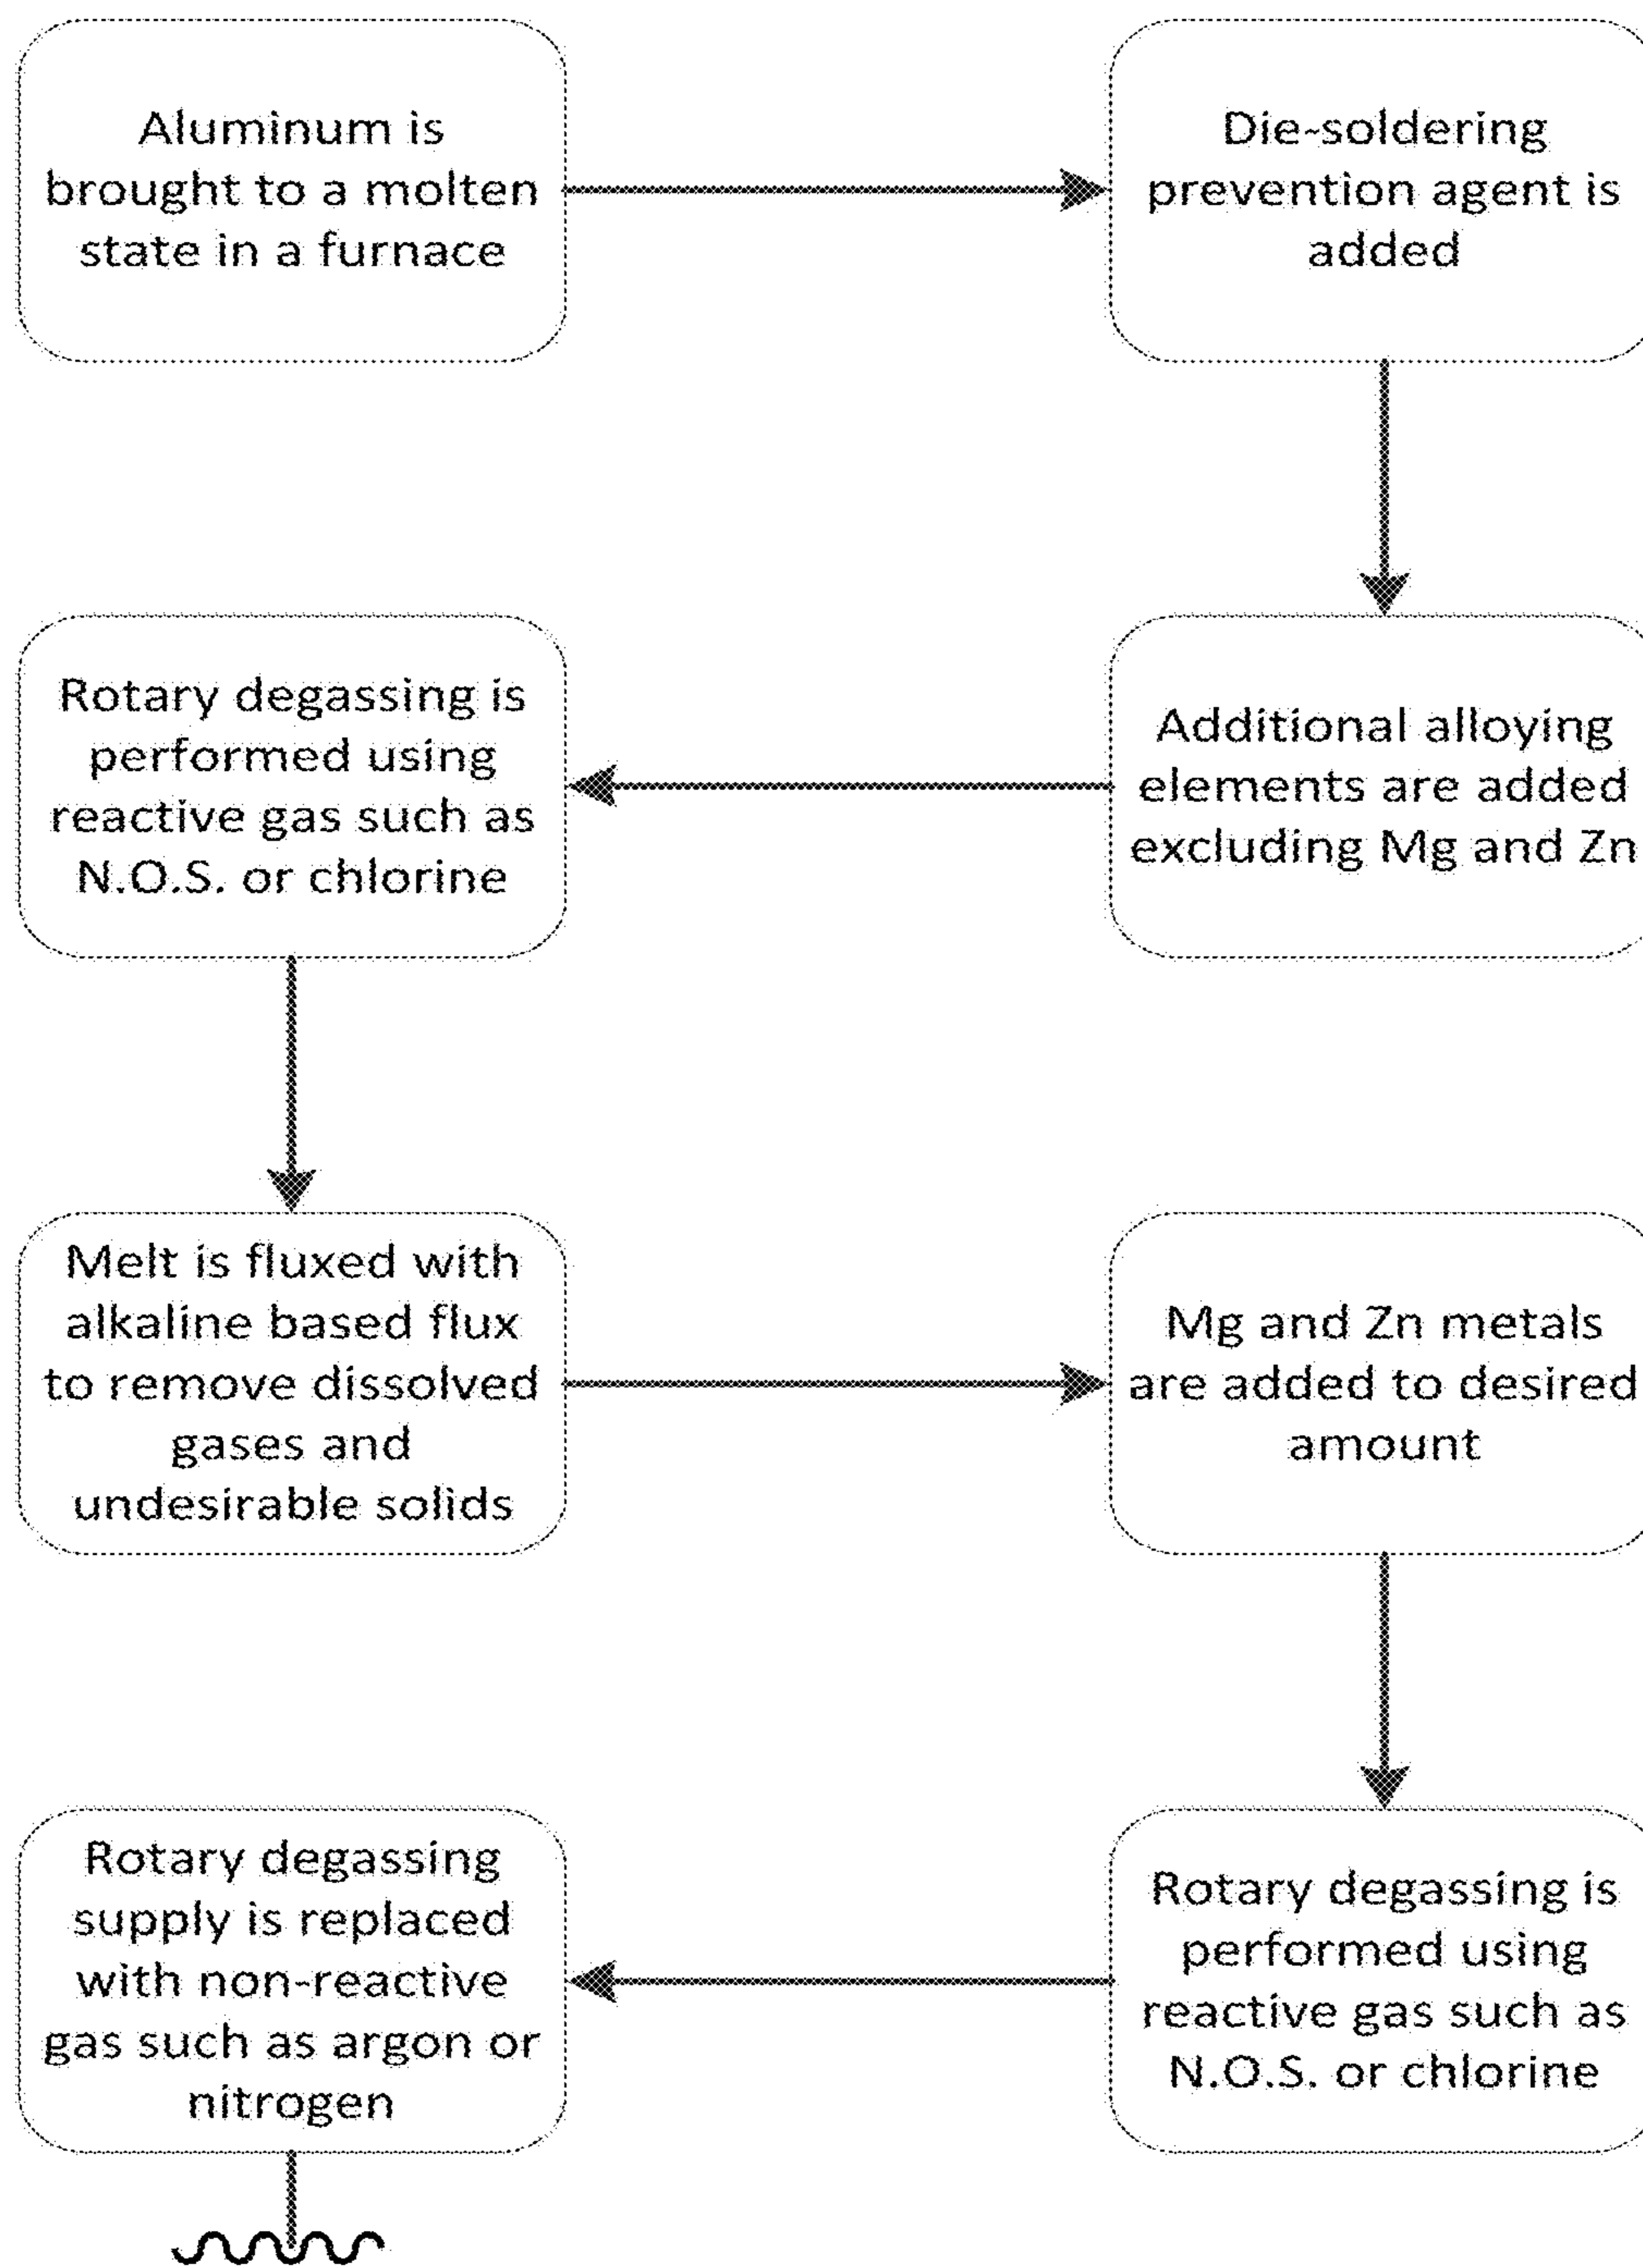 Aluminum is
brought to a molten
state in a furnace
Die-soldering
prevention agent is
added
Additional alloying
elements are added
excluding Mg and Zn
Rotary degassing is
performed using
reactive gas such as
N.O.S. or chlorine
Melt is fluxed with
alkaline based flux
to remove dissolved
gases and
undesirable solids
Mg and Zn metals
are added to desired
amount
Rotary degassing is
performed using
reactive gas such as
N.O.S. or chlorine
Rotary degassing
supply is replaced
with non-reactive
gas such as argon or
nitrogen